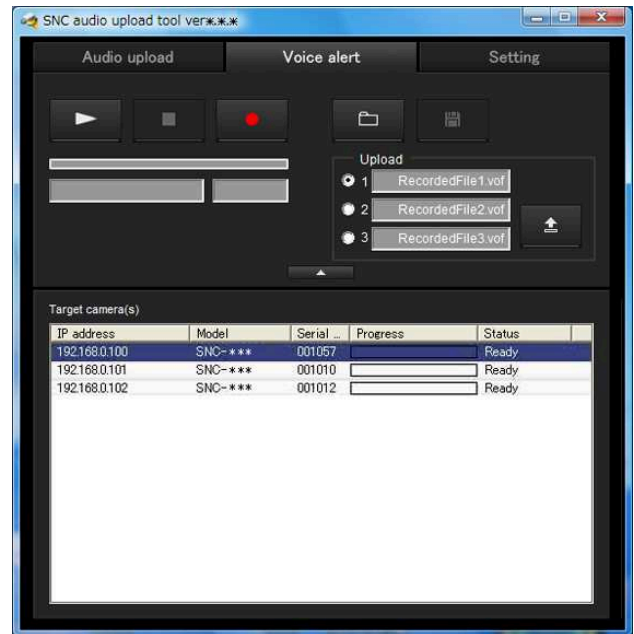 SNC audio upload tool ver*.*.*
Audio upload Voice alert Setting
Upload
1 RecordedFile1.vof
2 RecordedFile2.vof
3 RecordedFile3.vof
Target camera(s)
IP address Model Serial ... Progress Status
192.168.0.100 SNC-*** 001057 Ready
192.168.0.101 SNC-*** 001010 Ready
192.168.0.102 SNC-*** 001012 Ready